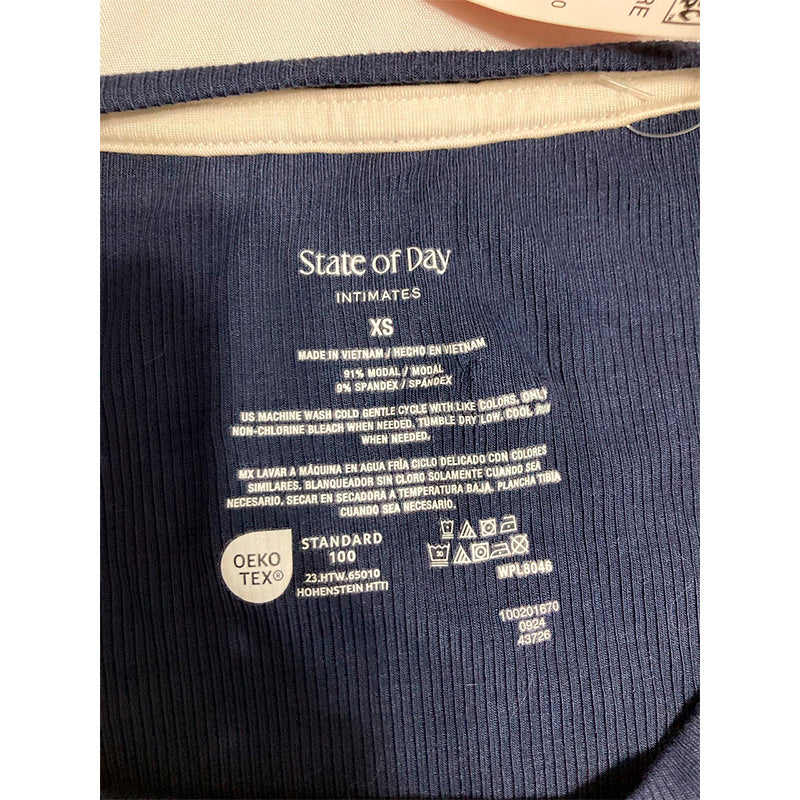 RE
State of Day
INTIMATES
XS
MADE IN VIETNAM / HECHO EN VIETNAM
91% MODAL / MODAL
9% SPANDEX / SPANDEX
US MACHINE WASH COLD GENTLE CYCLE WITH LIKE COLORS. ONLY
NON-CHLORINE BLEACH WHEN NEEDED. TUMBLE DRY LOW. COOL
WHEN NEEDED.
MX LAVAR A MÁQUINA EN AGUA FRÍA CICLO DELICADO CON COLORES
SIMILARES. BLANQUEADOR SIN CLORO SOLAMENTE CUANDO SEA
NECESARIO. SECAR EN SECADORA A TEMPERATURA BAJA. PLANCHA TIBIA
CUANDO SEA NECESARIO.
OEKO
TEX®
STANDARD
100
23.HTW.65010
HOHENSTEIN HTTI
30
WPL8046
100201670
0924
43726